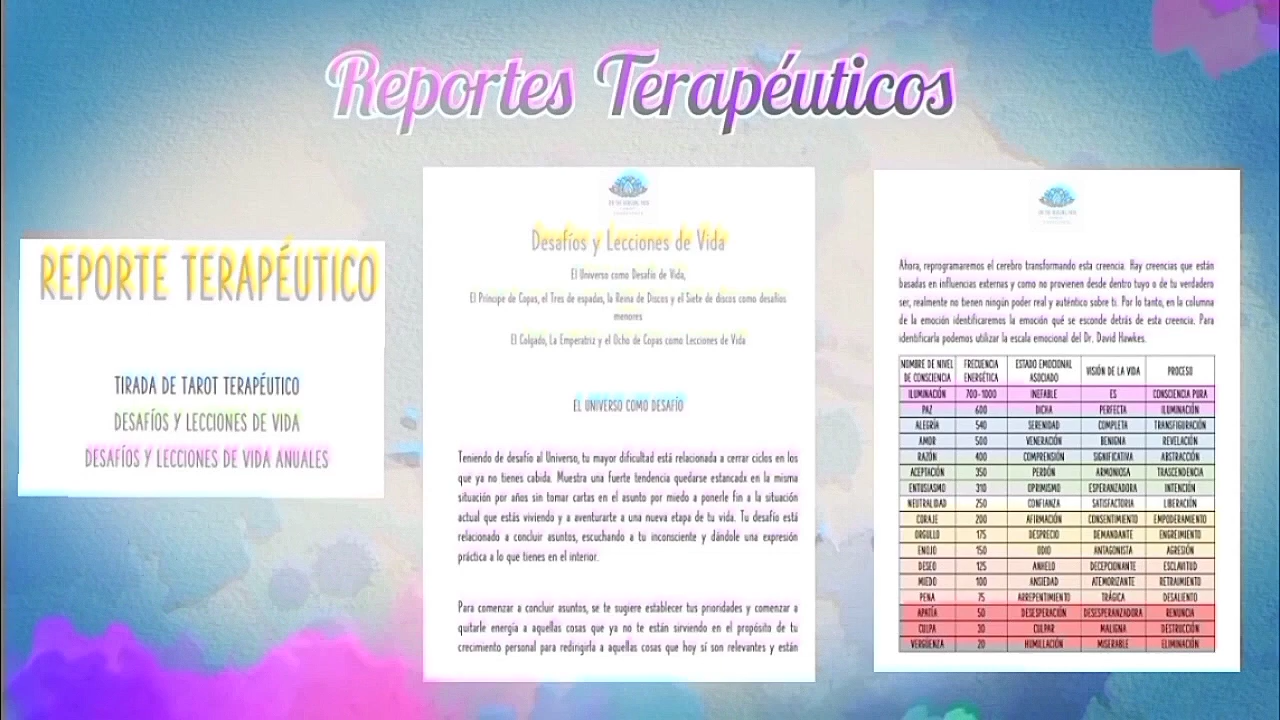 Reportes Terapéuticos
REPORTE TERAPÉUTICO
TIRADA DE TAROT TERAPÉUTICO
DESAFÍOS Y LECCIONES DE VIDA
DESAFÍOS Y LECCIONES DE VIDA ANUALES
Desafíos y Lecciones de Vida
El Universo como Desafío de Vida,
El Príncipe de Copas, el Tres de espadas, la Reina de Discos y el Siete de discos como desafíos
menores
El Colgado, La Emperatriz y el Ocho de Copas como Lecciones de Vida
EL UNIVERSO COMO DESAFÍO
Teniendo de desafío al Universo, tu mayor dificultad está relacionada a cerrar ciclos en los
que ya no tienes cabida. Muestra una fuerte tendencia quedarse estancada en la misma
situación por años sin tomar cartas en el asunto por miedo a ponerle fin a la situación
actual que estás viviendo y a aventurarte a una nueva etapa de tu vida. Tu desafío está
relacionado a concluir asuntos, escuchando a tu inconsciente y dándole una expresión
práctica a lo que tienes en el interior.
Para comenzar a concluir asuntos, se te sugiere establecer tus prioridades y comenzar a
quitarle energía a aquellas cosas que ya no te están sirviendo en el propósito de tu
crecimiento personal para redirigirla a aquellas cosas que hoy sí son relevantes y están
Ahora, reprogramaremos el cerebro transformando esta creencia. Hay creencias que están
basadas en influencias externas y como no provienen desde dentro tuyo o de tu verdadero
ser, realmente no tienen ningún poder real y auténtico sobre ti. Por lo tanto, en la columna
de la emoción identificaremos la emoción qué se esconde detrás de esta creencia. Para
identificarla podemos utilizar la escala emocional del Dr. David Hawkes.
NOMBRE DE NIVEL DE CONSCIENCIA FRECUENCIA ENERGÉTICA ESTADO EMOCIONAL ASOCIADO VISIÓN DE LA VIDA PROCESO
ILUMINACIÓN 700-1000 INEFABLE ES CONSCIENCIA PURA
PAZ 600 DICHA PERFECTA ILUMINACIÓN
ALEGRÍA 540 SERENIDAD COMPLETA TRANSFIGURACIÓN
AMOR 500 VENERACIÓN BENIGNA REVELACIÓN
RAZÓN 400 COMPRENSIÓN SIGNIFICATIVA ABSTRACCIÓN
ACEPTACIÓN 350 PERDÓN ARMONIOSA TRASCENDENCIA
ENTUSIASMO 310 OPRIMISMO ESPERANZADORA INTENCIÓN
NEUTRALIDAD 250 CONFIANZA SATISFACTORIA LIBERACIÓN
CORAJE 200 AFIRMACIÓN CONSENTIMIENTO EMPODERAMIENTO
ORGULLO 175 DESPRECIO DEMANDANTE ENGREIMIENTO
ENOJO 150 ODIO ANTAGONISTA AGRESIÓN
DESEO 125 ANHELO DECEPCIONANTE ESCLAVITUD
MIEDO 100 ANSIEDAD ATEMORIZANTE RETRAIMIENTO
PENA 75 ARREPENTIMIENTO TRÁGICA DESALIENTO
APATÍA 50 DESESPERACIÓN DESESPERANZADORA RENUNCIA
CULPA 30 CULPAR MALIGNA DESTRUCCIÓN
VERGÜENZA 20 HUMILLACIÓN MISERABLE ELIMINACIÓN